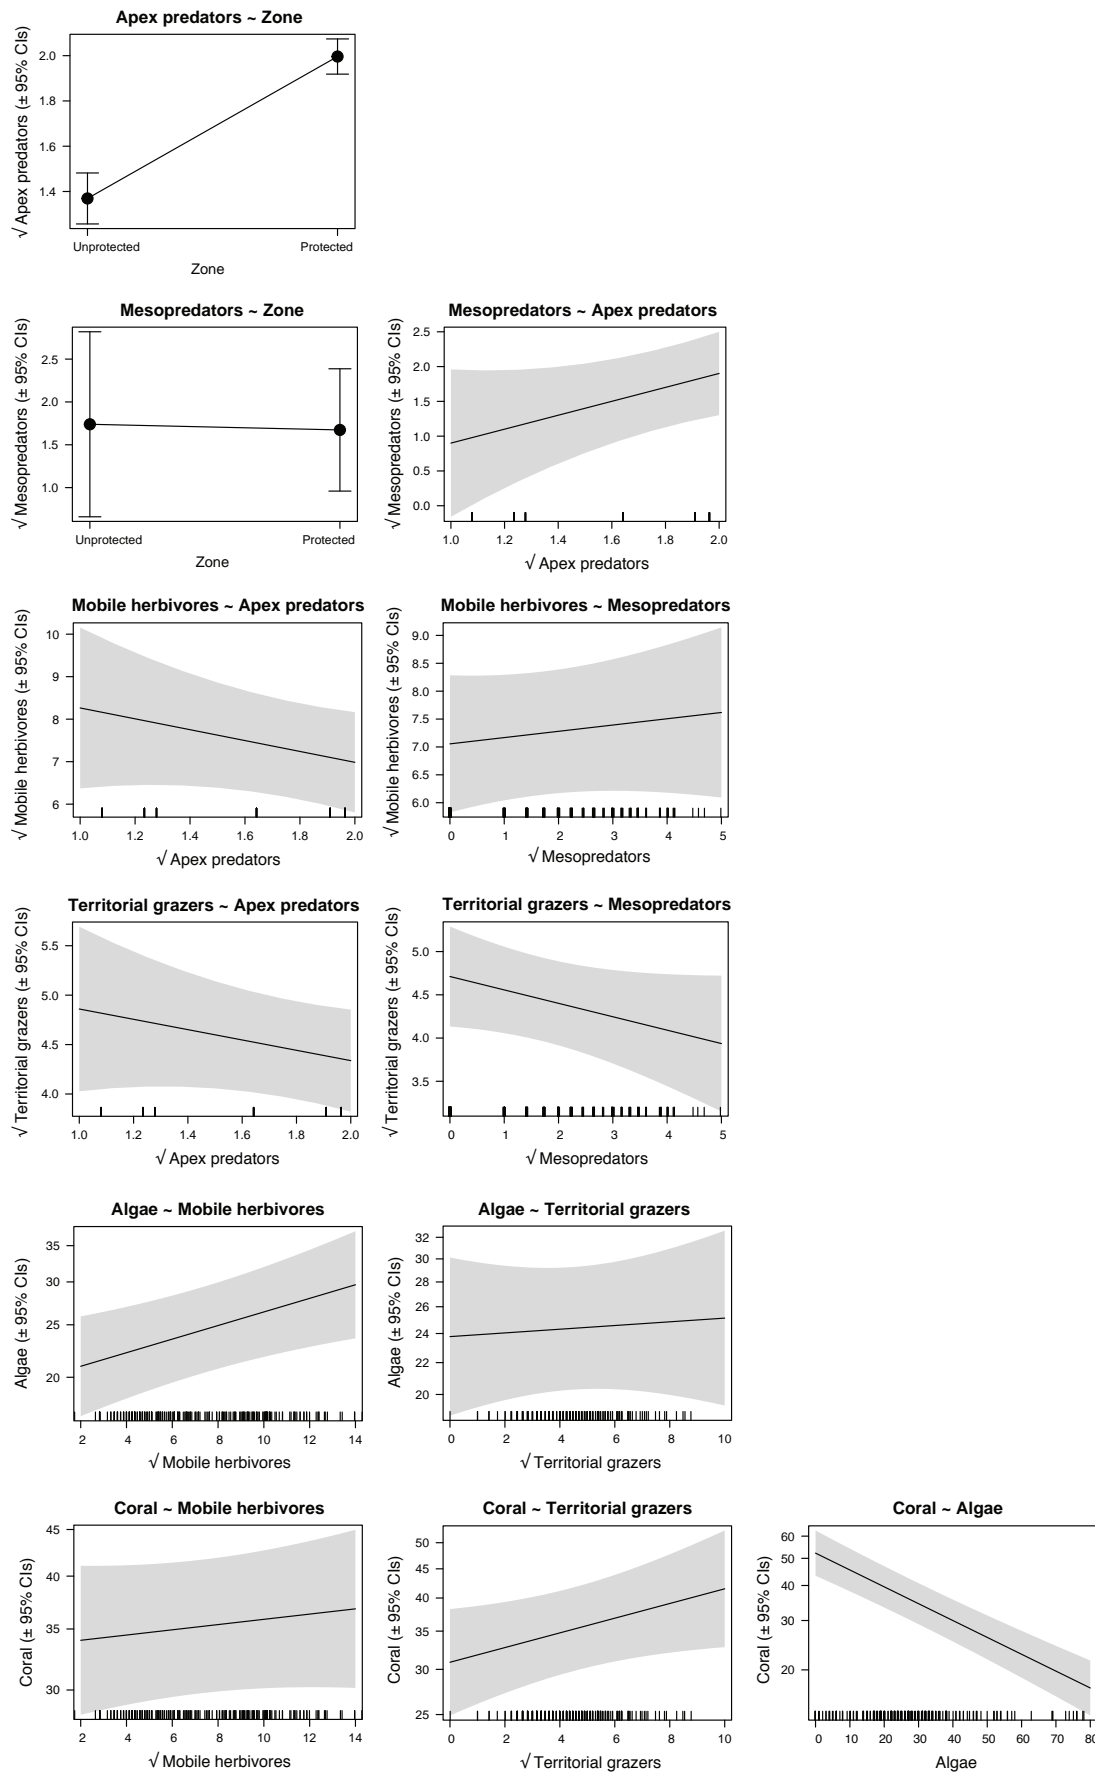 Apex predators ~ Zone
√ Apex predators (± 95% CIs)
2.0
1.8
1.6
1.4
Unprotected Protected
Zone
Mesopredators ~ Zone
√ Mesopredators (± 95% CIs)
2.5
2.0
1.5
1.0
Unprotected Protected
Zone
Mesopredators ~ Apex predators
√ Mesopredators (± 95% CIs)
2.5
2.0
1.5
1.0
0.5
0.0
1.0 1.2 1.4 1.6 1.8 2.0
√ Apex predators
Mobile herbivores ~ Apex predators
√ Mobile herbivores (± 95% CIs)
10
9
8
7
6
1.0 1.2 1.4 1.6 1.8 2.0
√ Apex predators
Mobile herbivores ~ Mesopredators
√ Mobile herbivores (± 95% CIs)
9.0
8.5
8.0
7.5
7.0
6.5
6.0
0 1 2 3 4 5
√ Mesopredators
Territorial grazers ~ Apex predators
√ Territorial grazers (± 95% CIs)
5.5
5.0
4.5
4.0
1.0 1.2 1.4 1.6 1.8 2.0
√ Apex predators
Territorial grazers ~ Mesopredators
√ Territorial grazers (± 95% CIs)
5.0
4.5
4.0
3.5
0 1 2 3 4 5
√ Mesopredators
Algae ~ Mobile herbivores
Algae (± 95% CIs)
35
30
25
20
2 4 6 8 10 12 14
√ Mobile herbivores
Algae ~ Territorial grazers
Algae (± 95% CIs)
32
30
28
26
24
22
20
0 2 4 6 8 10
√ Territorial grazers
Coral ~ Mobile herbivores
Coral (± 95% CIs)
45
40
35
30
2 4 6 8 10 12 14
√ Mobile herbivores
Coral ~ Territorial grazers
Coral (± 95% CIs)
50
45
40
35
30
25
0 2 4 6 8 10
√ Territorial grazers
Coral ~ Algae
Coral (± 95% CIs)
60
50
40
30
20
0 10 20 30 40 50 60 70 80
Algae